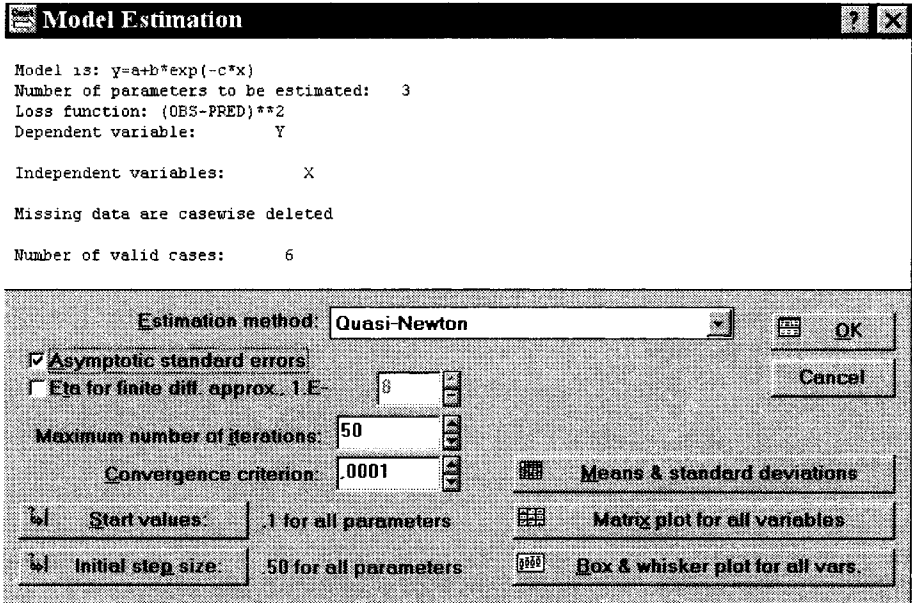 Model Estimation
?
Model is: y=a+b*exp(-c*x)
Number of parameters to be estimated: 3
Loss function: (OBS-PRED)**2
Dependent variable: Y
Independent variables: X
Missing data are casewise deleted
Number of valid cases: 6
Estimation method: Quasi-Newton
OK
Asymptotic standard errors
Cancel
Eta for finite diff. approx., 1.E- 8
Maximum number of iterations: 50
Convergence criterion: .0001
Means & standard deviations
Start values: .1 for all parameters
Matrix plot for all variables
Initial step size: .50 for all parameters
Box & whisker plot for all vars.